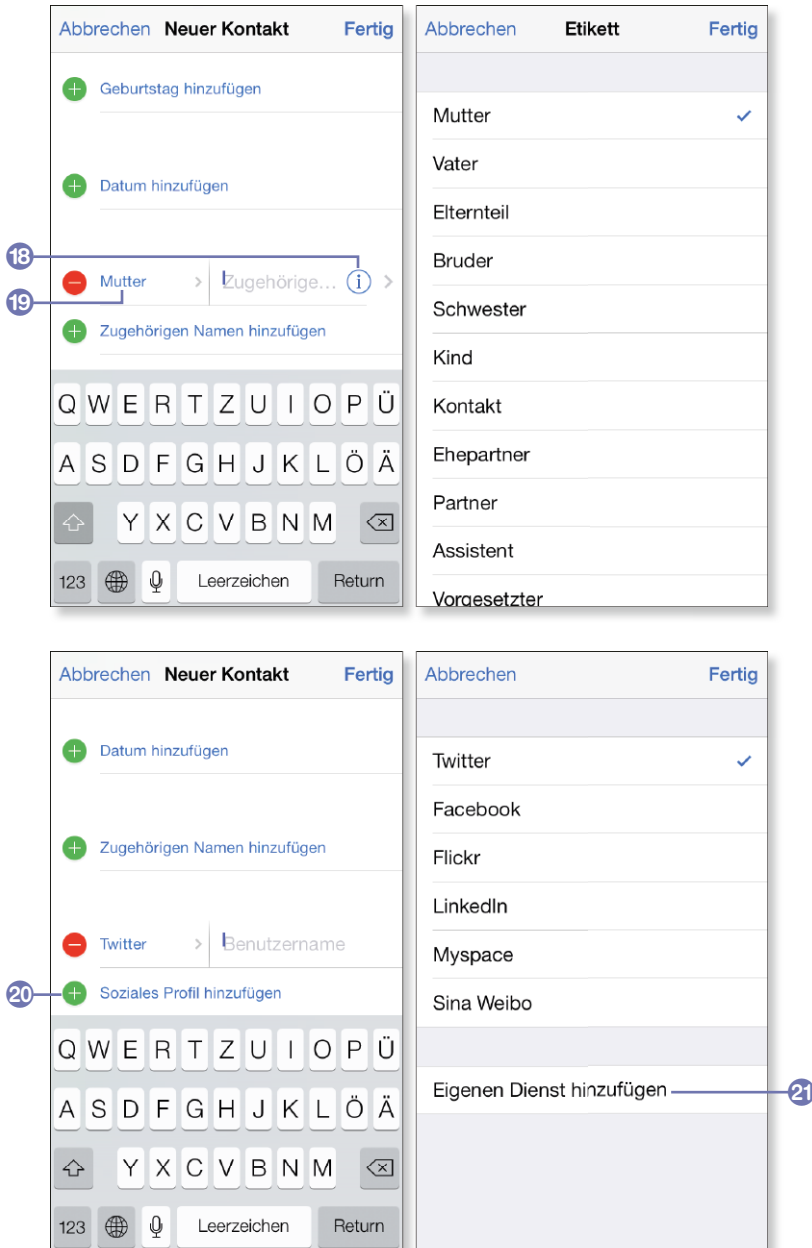 Abbrechen Neuer Kontakt Fertig
Geburtstag hinzufügen
Datum hinzufügen
18
19
Mutter Zugehörige...
Zugehörigen Namen hinzufügen
Q W E R T Z U I O P Ü
A S D F G H J K L Ö Ä
Y X C V B N M
123 Leerzeichen Return
Abbrechen Etikett Fertig
Mutter
Vater
Elternteil
Bruder
Schwester
Kind
Kontakt
Ehepartner
Partner
Assistent
Vorgesetzter
Abbrechen Neuer Kontakt Fertig
Datum hinzufügen
Zugehörigen Namen hinzufügen
Twitter Benutzername
20 Soziales Profil hinzufügen
Q W E R T Z U I O P Ü
A S D F G H J K L Ö Ä
Y X C V B N M
123 Leerzeichen Return
Abbrechen Fertig
Twitter
Facebook
Flickr
LinkedIn
Myspace
Sina Weibo
Eigenen Dienst hinzufügen 21